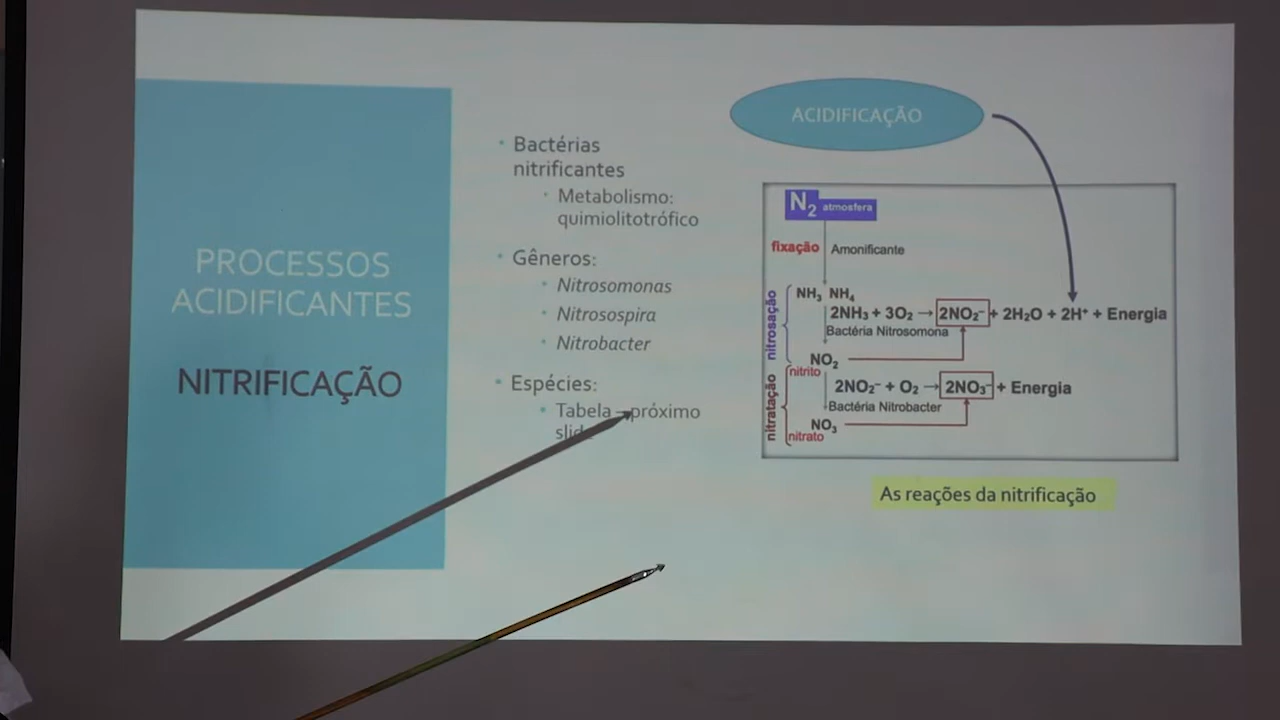 PROCESSOS
ACIDIFICANTES
NITRIFICAÇÃO
Bactérias
nitrificantes
Metabolismo:
quimiolitotrófico
Gêneros:
Nitrosomonas
Nitrosospira
Nitrobacter
Espécies:
Tabela – próximo
slide
ACIDIFICAÇÃO
N₂ atmosfera
fixação Amonificante
nitrosação
NH₃ NH₄
2NH₃ + 3O₂ → 2NO₂⁻ + 2H₂O + 2H⁺ + Energia
Bactéria Nitrosomona
NO₂
nitrito
nitratação
2NO₂⁻ + O₂ → 2NO₃⁻ + Energia
Bactéria Nitrobacter
NO₃
nitrato
As reações da nitrificação